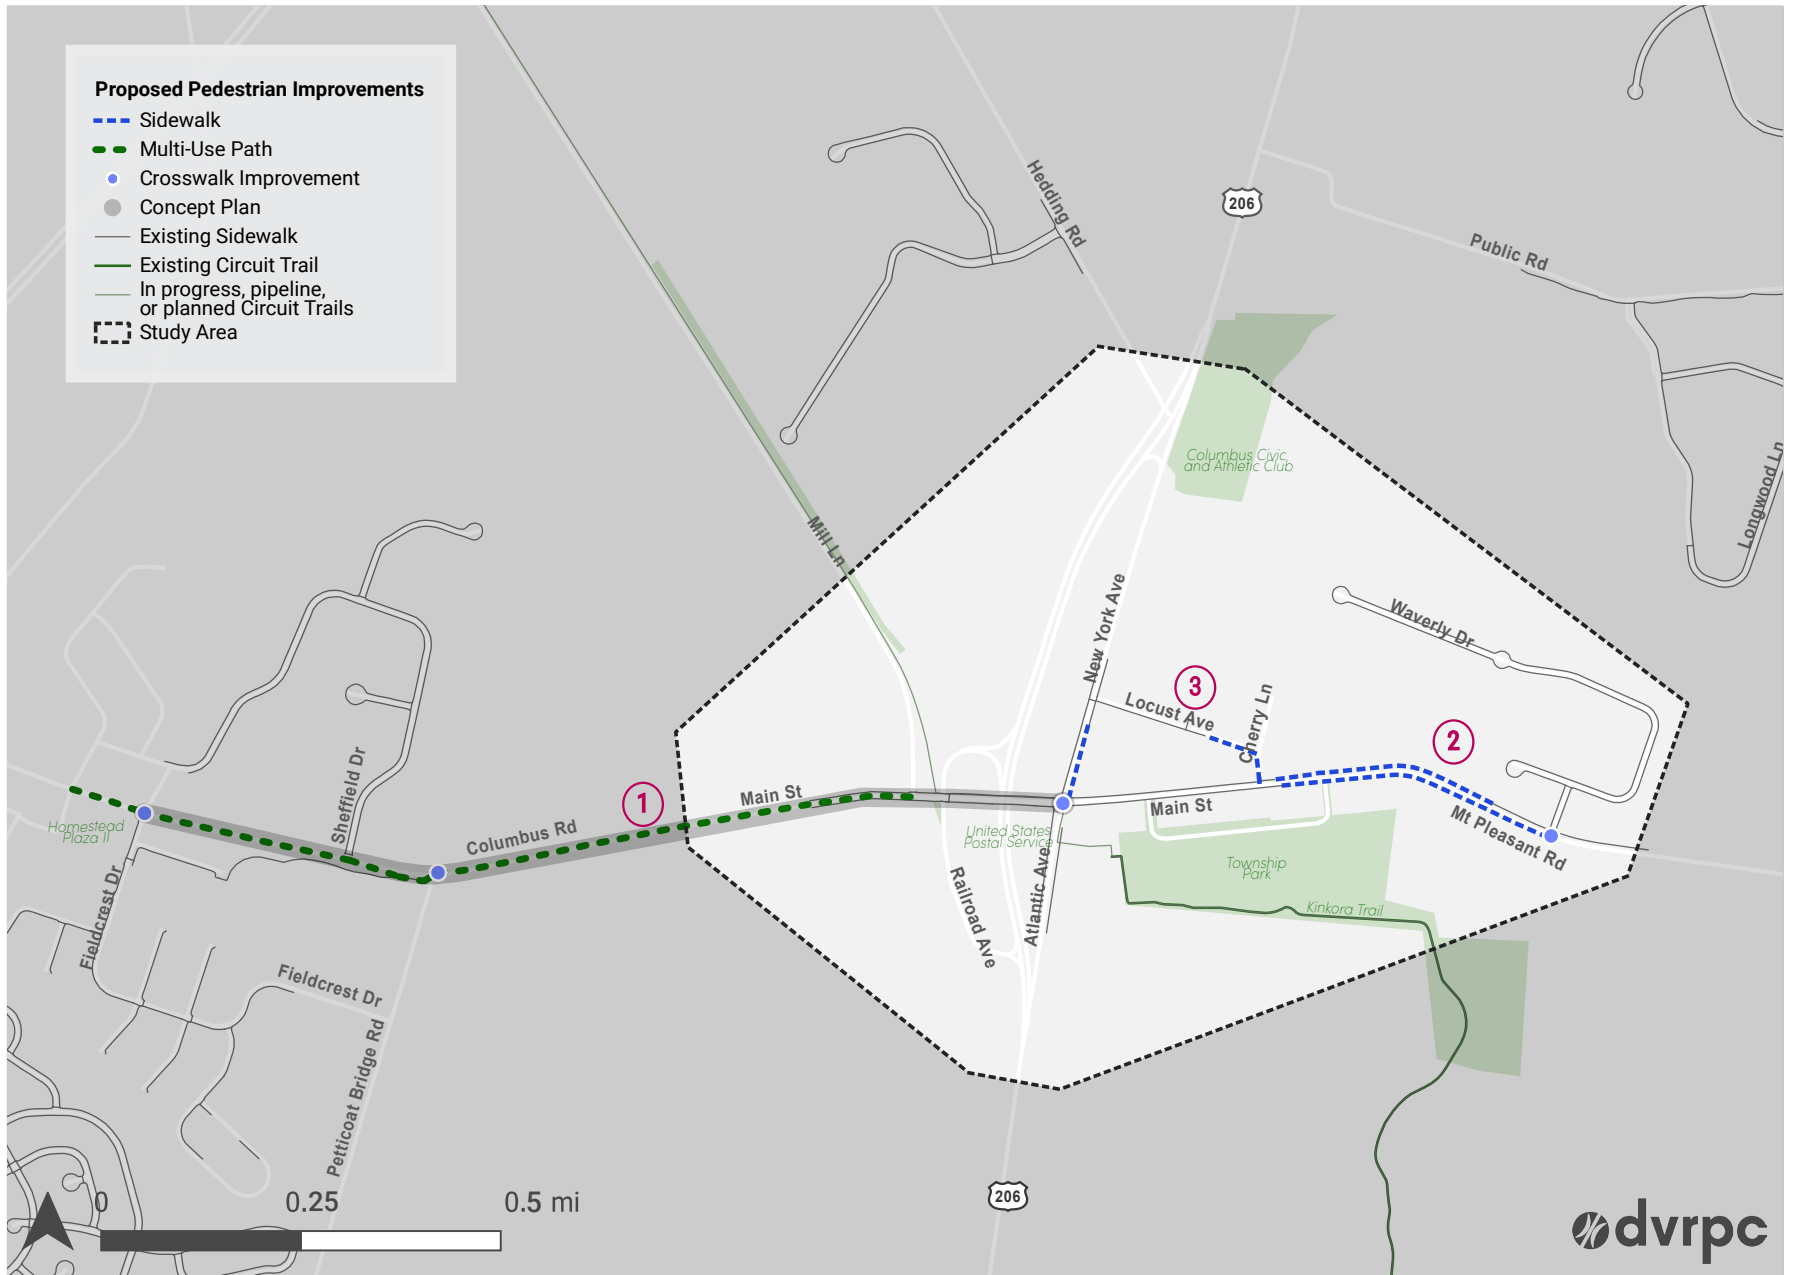 Proposed Pedestrian Improvements
Sidewalk
Multi-Use Path
Crosswalk Improvement
Concept Plan
Existing Sidewalk
Existing Circuit Trail
In progress, pipeline,
or planned Circuit Trails
Study Area
Hedding Rd
206
Public Rd
Longwood Ln
Columbus Civic
and Athletic Club
Mill Ln
New York Ave
Waverly Dr
3
Locust Ave
Cherry Ln
2
1
Main St
Main St
Sheffield Dr
Homestead
Plaza II
Columbus Rd
United States
Postal Service
Mt Pleasant Rd
Township
Park
Kinkora Trail
Railroad Ave
Atlantic Ave
Fieldcrest Dr
Fieldcrest Dr
Petticoat Bridge Rd
206
0
0.25
0.5 mi
dvrpc